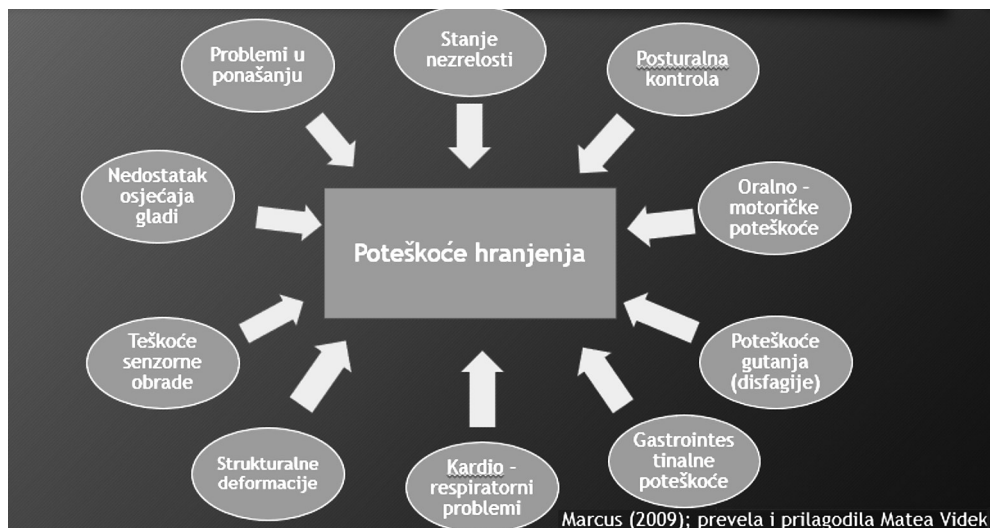 Problemi u
ponašanju
Stanje
nezrelosti
Posturalna
kontrola
Nedostatak
osjećaja
gladi
Oralno -
motoričke
poteškoće
Poteškoće hranjenja
Teškoće
senzorne
obrade
Poteškoće
gutanja
(disfagije)
Strukturalne
deformacije
Kardio -
respiratorni
problemi
Gastrointes
tinalne
poteškoće
Marcus (2009); prevela i prilagodila Matea Videk